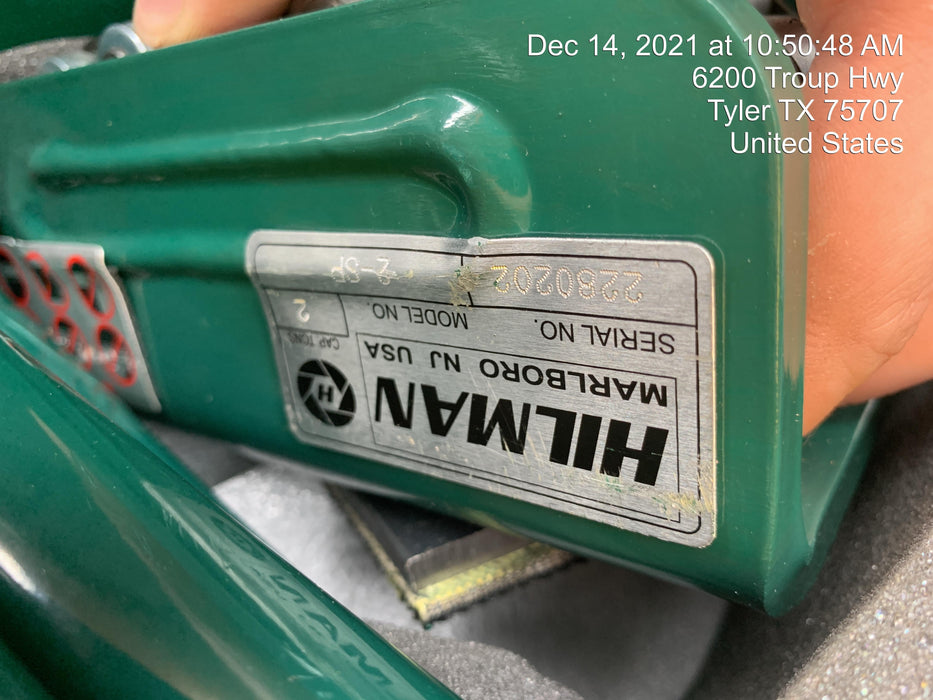 Dec 14, 2021 at 10:50:48 AM
6200 Troup Hwy
Tyler TX 75707
United States
HILMAN
MARLBORO NJ USA
H
CAP. TONS
SERIAL NO.
MODEL NO.
2
2280202
2-SP
HILMAN